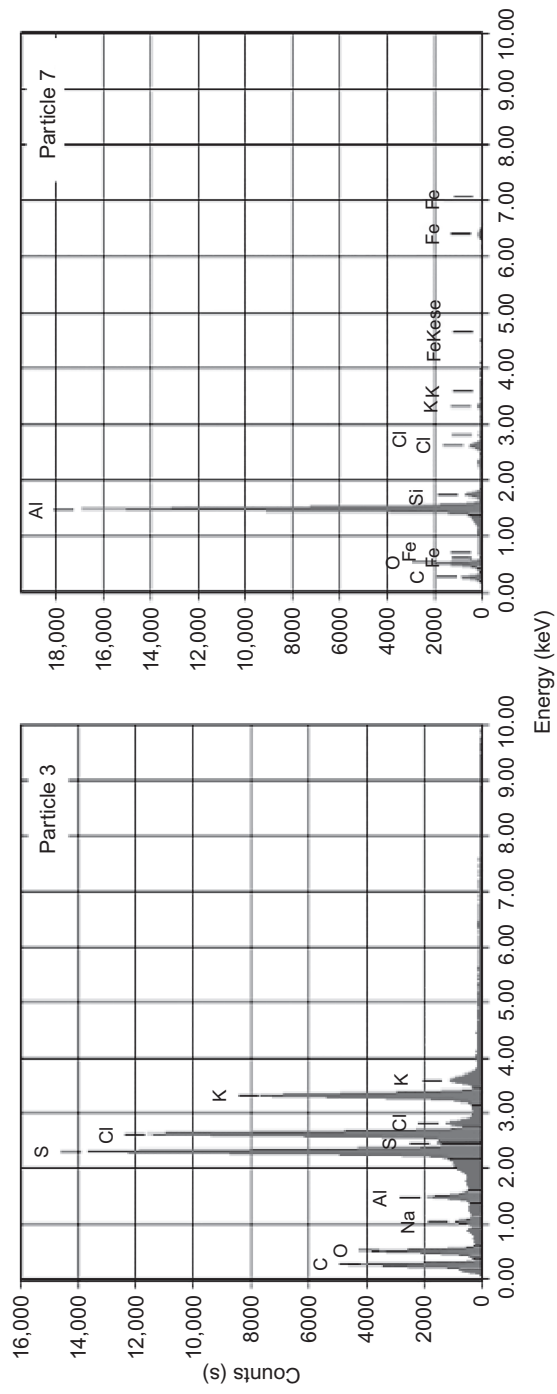 Counts (s)
16,000
14,000
12,000
10,000
8000
6000
4000
2000
0
Particle 3
C
O
Na
Al
S
S
Cl
Cl
K
K
0.00 1.00 2.00 3.00 4.00 5.00 6.00 7.00 8.00 9.00 10.00
18,000
16,000
14,000
12,000
10,000
8000
6000
4000
2000
0
Particle 7
C
O
Fe
Fe
Al
Si
Cl
Cl
K K
FeKese
Fe
Fe
0.00 1.00 2.00 3.00 4.00 5.00 6.00 7.00 8.00 9.00 10.00
Energy (keV)